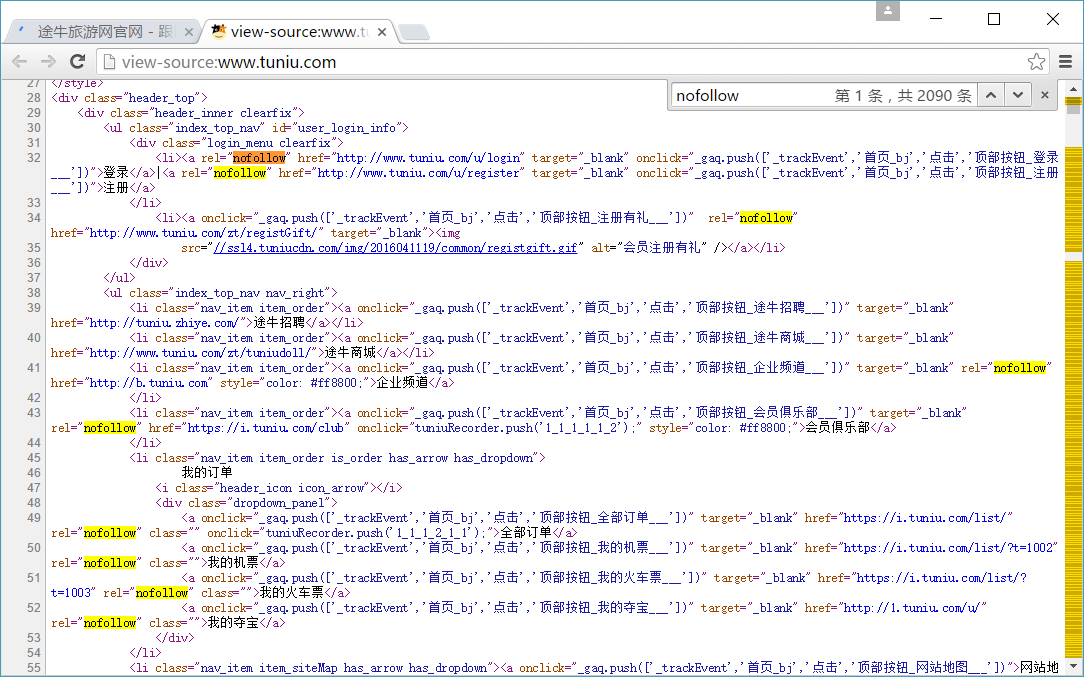 途牛旅游网官网 - 跟
view-source:www.tu
view-source:www.tuniu.com
nofollow 第 1 条，共 2090 条
27 </style>
28 <div class="header_top">
29 <div class="header_inner clearfix">
30 <ul class="index_top_nav" id="user_login_info">
31 <div class="login_menu clearfix">
32 <li><a rel="nofollow" href="http://www.tuniu.com/u/login" target="_blank" onclick="_gaq.push(['_trackEvent','首页_bj','点击','顶部按钮_登录
___'])">登录</a>|<a rel="nofollow" href="http://www.tuniu.com/u/register" target="_blank" onclick="_gaq.push(['_trackEvent','首页_bj','点击','顶部按钮_注册
___'])">注册</a>
33 </li>
34 <li><a onclick="_gaq.push(['_trackEvent','首页_bj','点击','顶部按钮_注册有礼___'])"  rel="nofollow"
href="http://www.tuniu.com/zt/registGift/" target="_blank"><img
35 src="//ssl4.tuniucdn.com/img/2016041119/common/registgift.gif" alt="会员注册有礼" /></a></li>
36 </div>
37 </ul>
38 <ul class="index_top_nav nav_right">
39 <li class="nav_item item_order"><a onclick="_gaq.push(['_trackEvent','首页_bj','点击','顶部按钮_途牛招聘___'])" target="_blank"
href="http://tuniu.zhiye.com/">途牛招聘</a></li>
40 <li class="nav_item item_order"><a onclick="_gaq.push(['_trackEvent','首页_bj','点击','顶部按钮_途牛商城___'])" target="_blank"
href="http://www.tuniu.com/zt/tuniudoll/">途牛商城</a></li>
41 <li class="nav_item item_order"><a onclick="_gaq.push(['_trackEvent','首页_bj','点击','顶部按钮_企业频道___'])" target="_blank" rel="nofollow"
href="http://b.tuniu.com" style="color: #ff8800;">企业频道</a>
42 </li>
43 <li class="nav_item item_order"><a onclick="_gaq.push(['_trackEvent','首页_bj','点击','顶部按钮_会员俱乐部___'])" target="_blank"
rel="nofollow" href="https://i.tuniu.com/club" onclick="tuniuRecorder.push('1_1_1_1_1_2');" style="color: #ff8800;">会员俱乐部</a>
44 </li>
45 <li class="nav_item item_order is_order has_arrow has_dropdown">
46 我的订单
47 <i class="header_icon icon_arrow"></i>
48 <div class="dropdown_panel">
49 <a onclick="_gaq.push(['_trackEvent','首页_bj','点击','顶部按钮_全部订单___'])" target="_blank" href="https://i.tuniu.com/list/"
rel="nofollow" class="" onclick="tuniuRecorder.push('1_1_1_2_1_1');">全部订单</a>
50 <a onclick="_gaq.push(['_trackEvent','首页_bj','点击','顶部按钮_我的机票___'])" target="_blank" href="https://i.tuniu.com/list/?t=1002"
rel="nofollow" class="">我的机票</a>
51 <a onclick="_gaq.push(['_trackEvent','首页_bj','点击','顶部按钮_我的火车票___'])" target="_blank" href="https://i.tuniu.com/list/?
t=1003" rel="nofollow" class="">我的火车票</a>
52 <a onclick="_gaq.push(['_trackEvent','首页_bj','点击','顶部按钮_我的夺宝___'])" target="_blank" href="http://1.tuniu.com/u/"
rel="nofollow" class="">我的夺宝</a>
53 </div>
54 </li>
55 <li class="nav_item item_siteMap has_arrow has_dropdown"><a onclick="_gaq.push(['_trackEvent','首页_bj','点击','顶部按钮_网站地图___'])">网站地